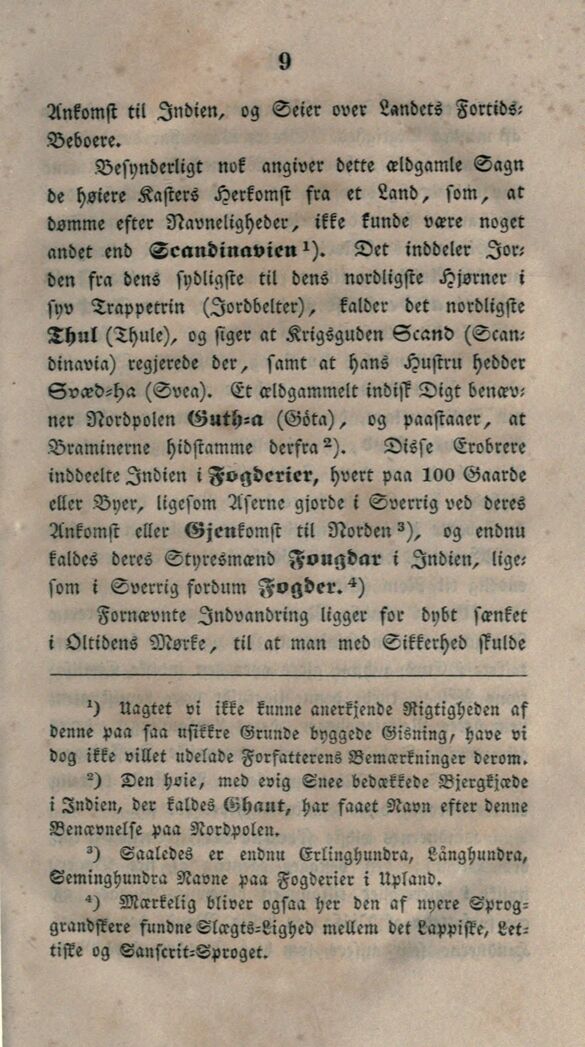 9
Ankomst til Indien, og Seier over Landets Fortids-
Beboere.
Besynderligt nok angiver dette ældgamle Sagn
de høiere Kasters Herkomst fra et Land, som, at
dømme efter Navneligheder, ikke kunde være noget
andet end Scandinavien ¹). Det inddeler Jor-
den fra dens sydligste til dens nordligste Hjørner i
syv Trappetrin (Jordbelter), kalder det nordligste
Thul (Thule), og siger at Krigsguden Scand (Scan-
dinavia) regjerede der, samt at hans Hustru hedder
Svæd-ha (Svea). Et ældgammelt indisk Digt benæv-
ner Nordpolen Guth-a (Göta), og paastaaer, at
Braminerne hidstamme derfra ²). Disse Erobrere
inddeelte Indien i Fogderier, hvert paa 100 Gaarde
eller Byer, ligesom Aserne gjorde i Sverrig ved deres
Ankomst eller Gjenkomst til Norden ³), og endnu
kaldes deres Styresmænd Fougdar i Indien, lige-
som i Sverrig fordum Fogder. ⁴)
Fornævnte Indvandring ligger for dybt sænket
i Oltidens Mørke, til at man med Sikkerhed skulde
¹) Uagtet vi ikke kunne anerkjende Rigtigheden af
denne paa saa usikkre Grunde byggede Gisning, have vi
dog ikke villet udelade Forfatterens Bemærkninger derom.
²) Den høie, med evig Snee bedækkede Bjergkjæde
i Indien, der kaldes Ghaut, har faaet Navn efter denne
Benævnelse paa Nordpolen.
³) Saaledes er endnu Erlinghundra, Långhundra,
Seminghundra Navne paa Fogderier i Upland.
⁴) Mærkelig bliver ogsaa her den af nyere Sprog-
grandskere fundne Slægts-Lighed mellem det Lappiske, Let-
tiske og Sanscrit-Sproget.